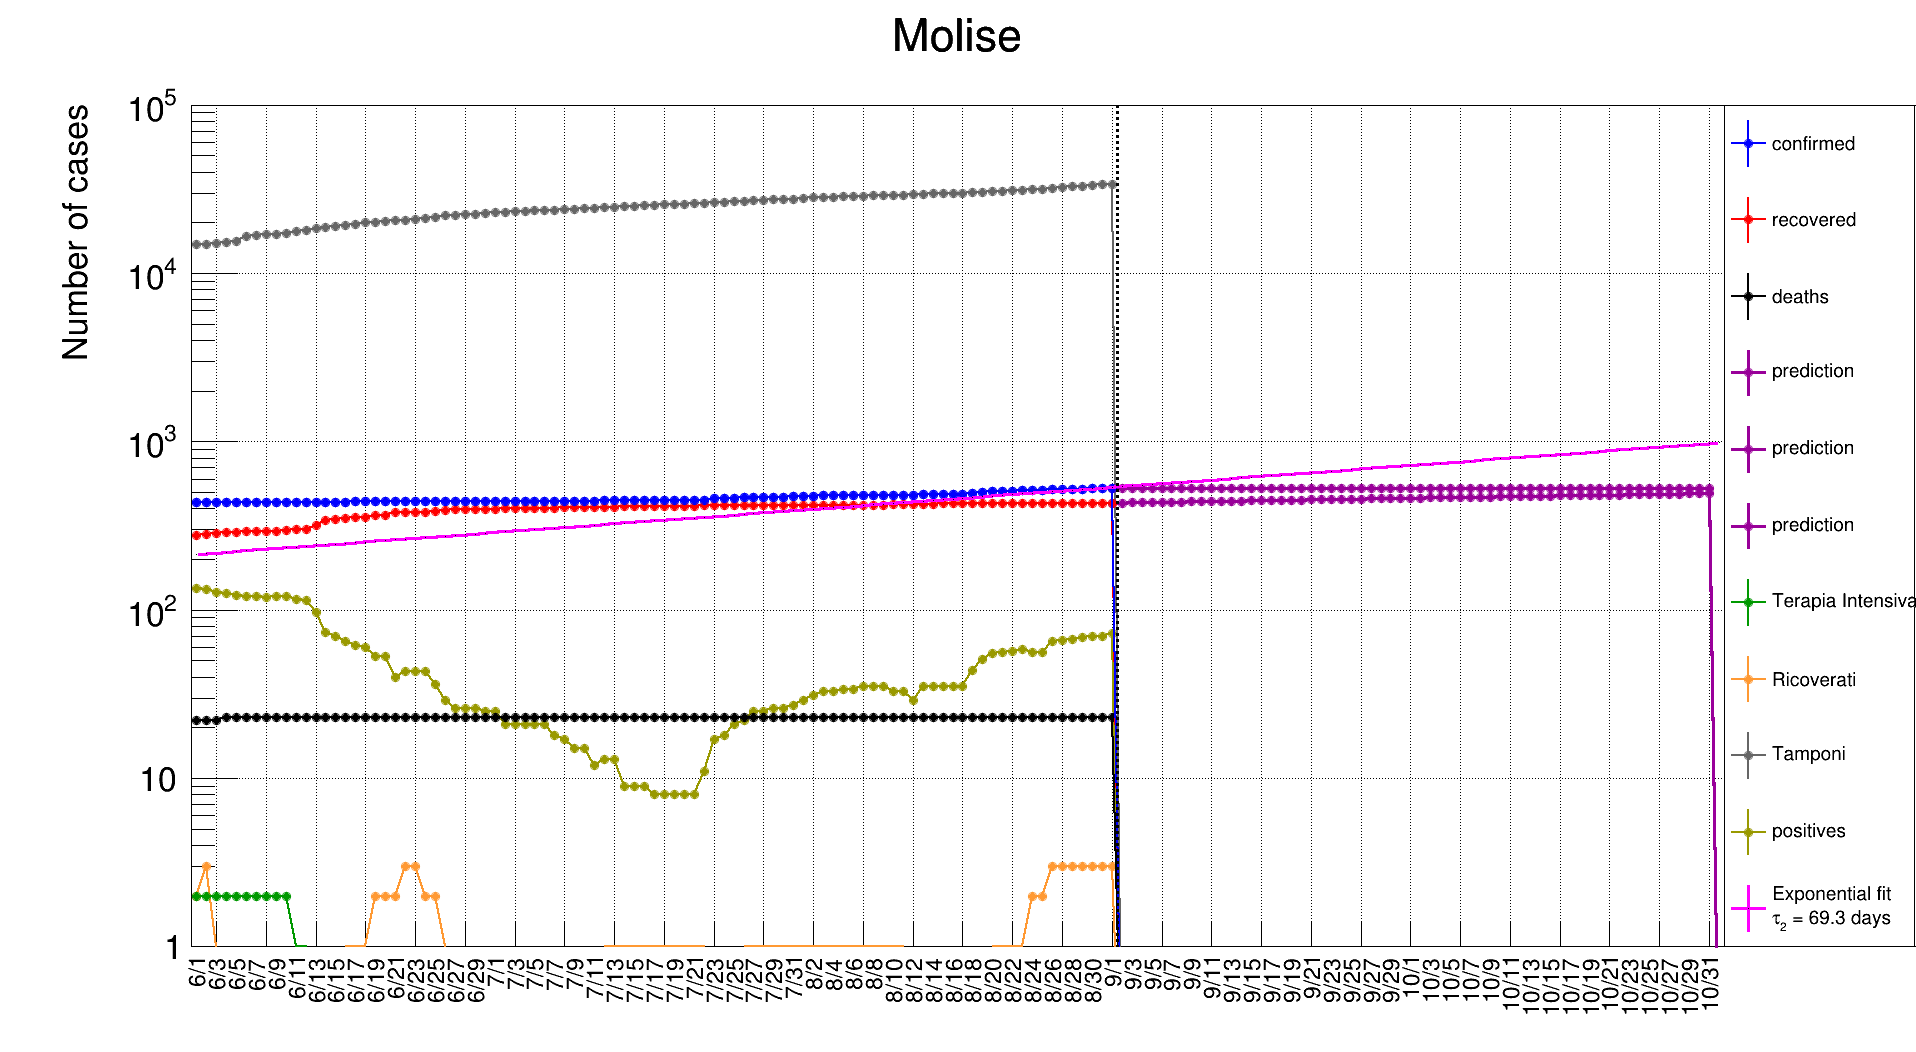 Molise
Number of cases
10^5
10^4
10^3
10^2
10
1
6/1 6/3 6/5 6/7 6/9 6/11 6/13 6/15 6/17 6/19 6/21 6/23 6/25 6/27 6/29 7/1 7/3 7/5 7/7 7/9 7/11 7/13 7/15 7/17 7/19 7/21 7/23 7/25 7/27 7/29 7/31 8/2 8/4 8/6 8/8 8/10 8/12 8/14 8/16 8/18 8/20 8/22 8/24 8/26 8/28 8/30 9/1 9/3 9/5 9/7 9/9 9/11 9/13 9/15 9/17 9/19 9/21 9/23 9/25 9/27 9/29 10/1 10/3 10/5 10/7 10/9 10/11 10/13 10/15 10/17 10/19 10/21 10/23 10/25 10/27 10/29 10/31
confirmed
recovered
deaths
prediction
prediction
prediction
Terapia Intensiva
Ricoverati
Tamponi
positives
Exponential fit
τ_2 = 69.3 days